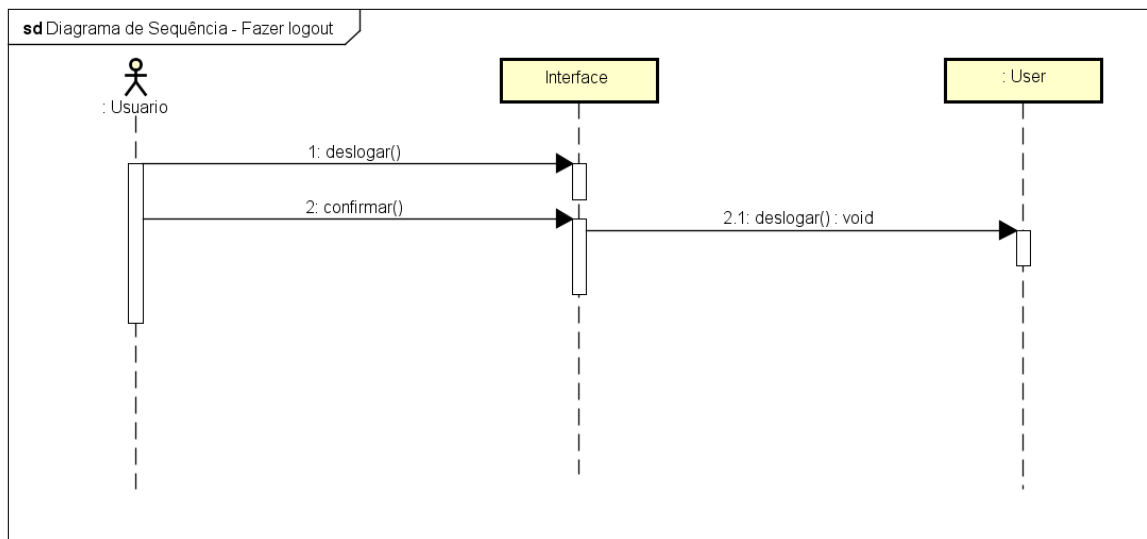 sd Diagrama de Sequência - Fazer logout
: Usuario
Interface
: User
1: deslogar()
2: confirmar()
2.1: deslogar() : void